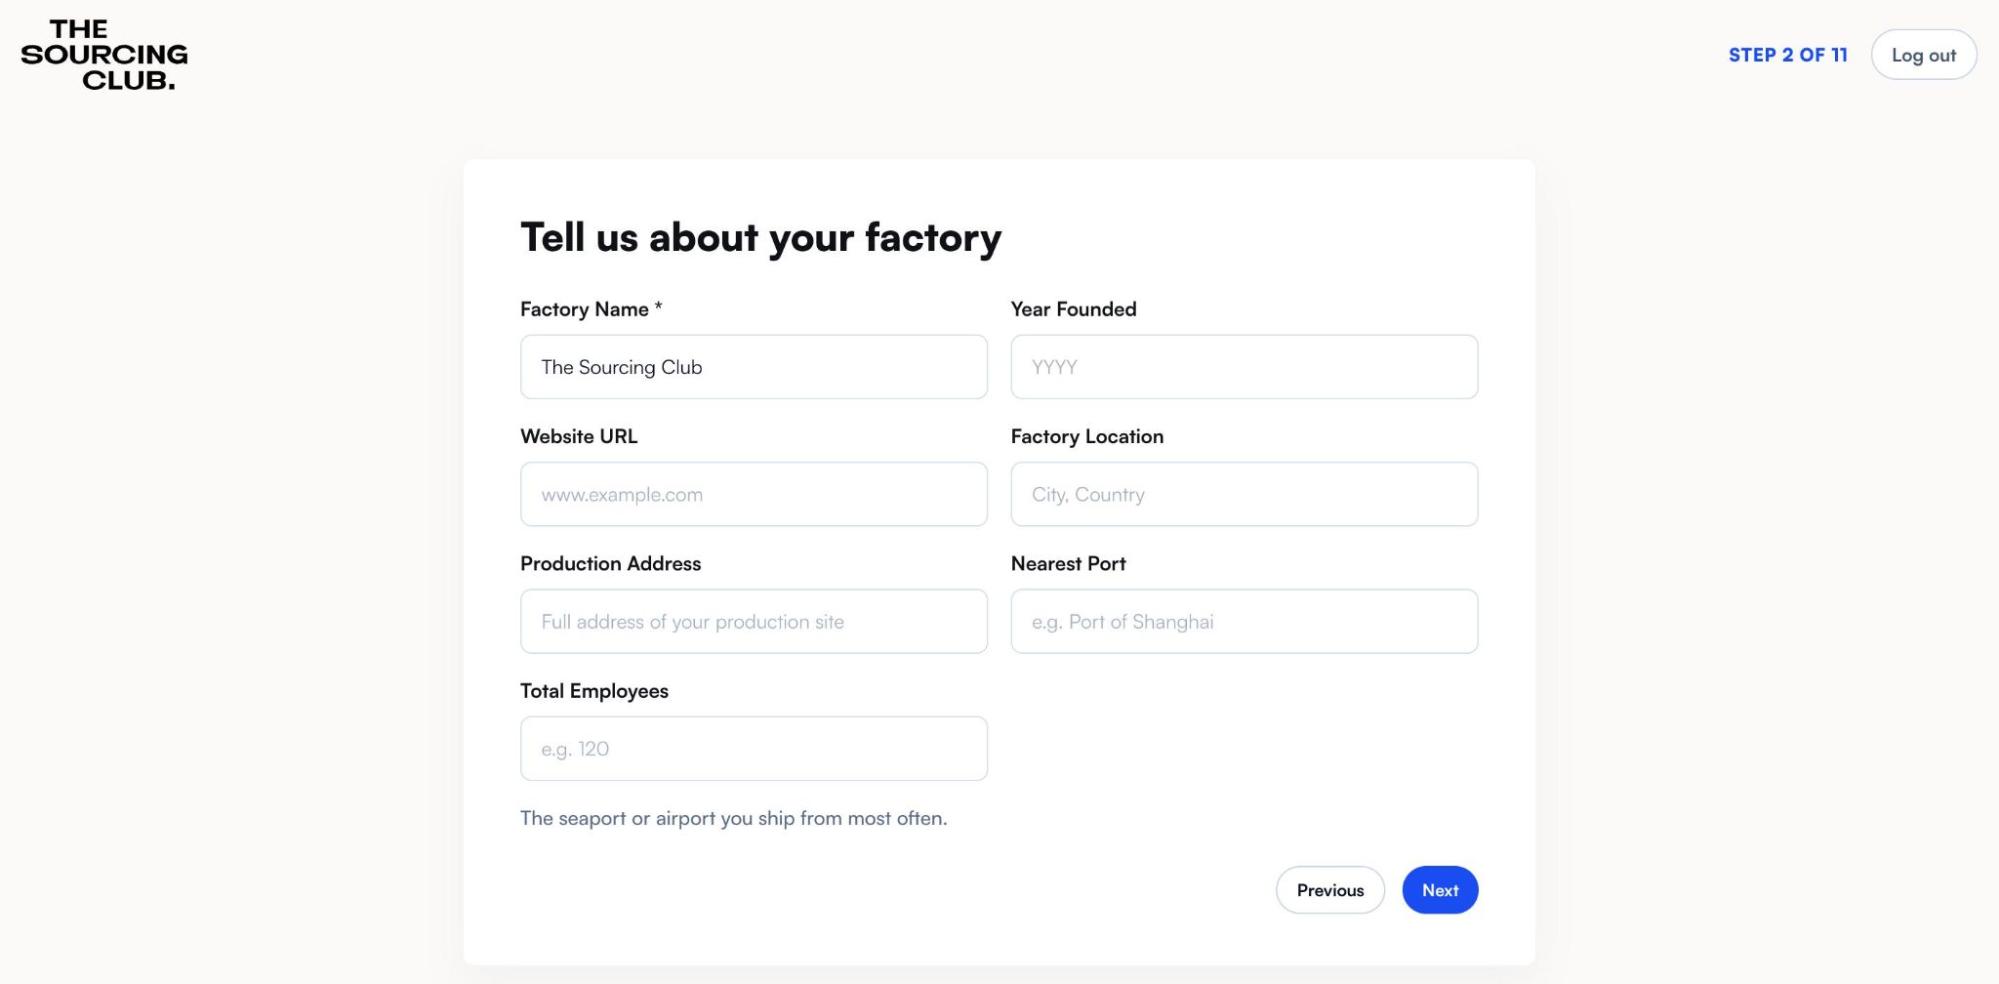 THE
SOURCING
CLUB.
STEP 2 OF 11
Log out
Tell us about your factory
Factory Name *
Year Founded
The Sourcing Club
YYYY
Website URL
Factory Location
www.example.com
City, Country
Production Address
Nearest Port
Full address of your production site
e.g. Port of Shanghai
Total Employees
e.g. 120
The seaport or airport you ship from most often.
Previous
Next